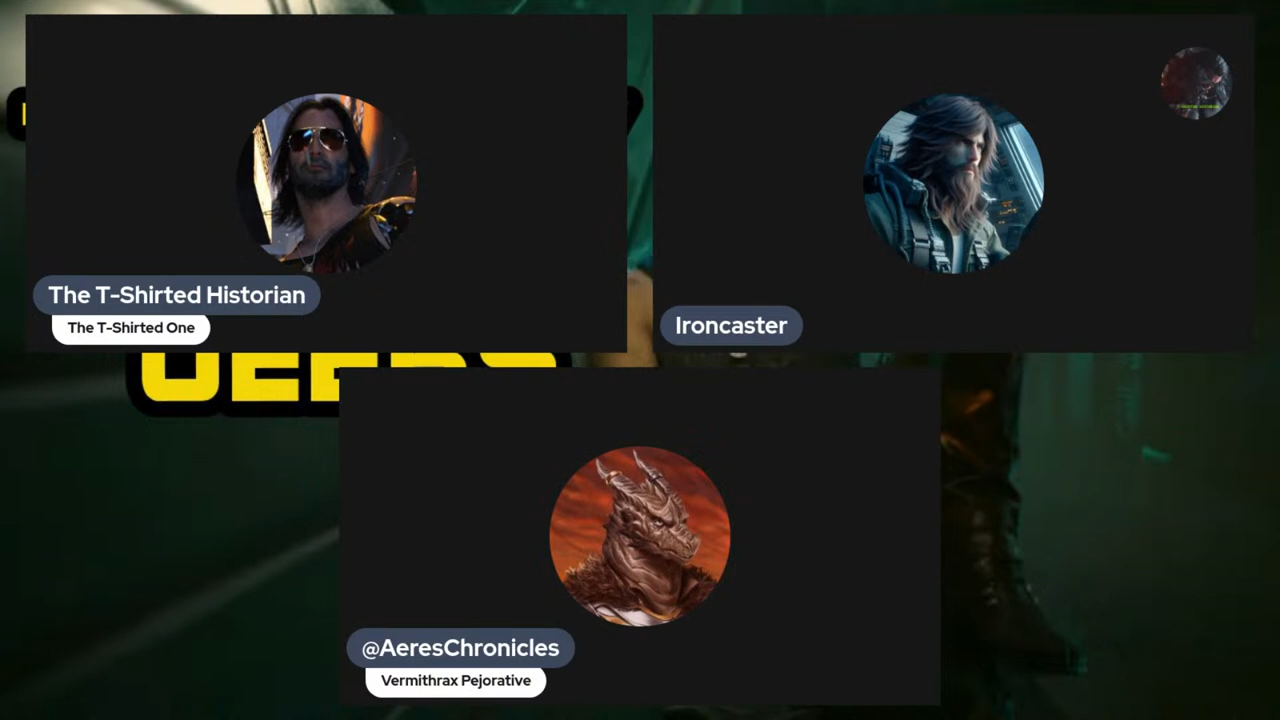 The T-Shirted Historian
The T-Shirted One
Ironcaster
@AeresChronicles
Vermithrax Pejorative